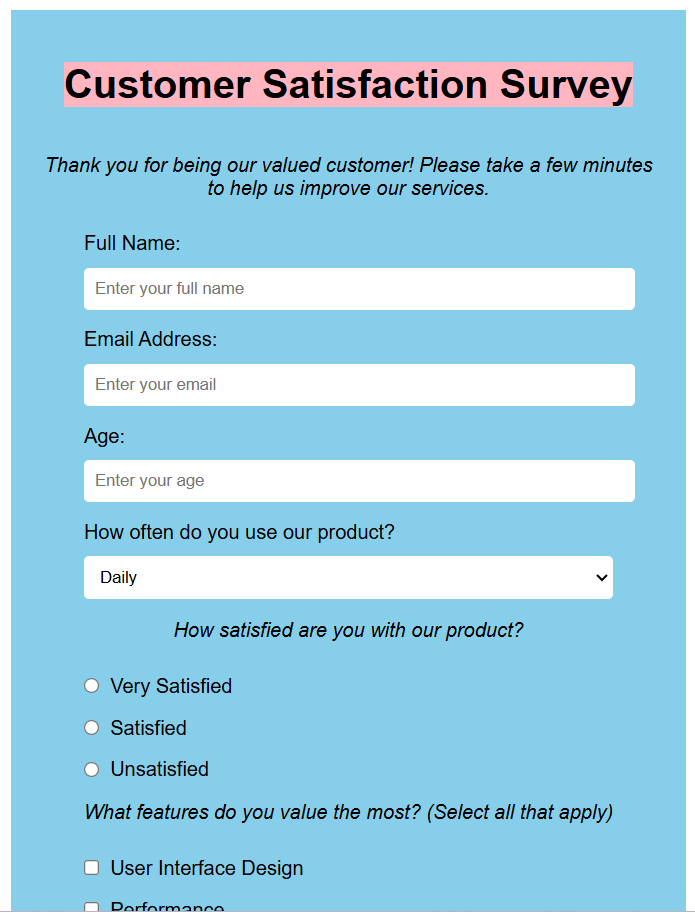 Customer Satisfaction Survey
Thank you for being our valued customer! Please take a few minutes
to help us improve our services.
Full Name:
Enter your full name
Email Address:
Enter your email
Age:
Enter your age
How often do you use our product?
Daily
How satisfied are you with our product?
Very Satisfied
Satisfied
Unsatisfied
What features do you value the most? (Select all that apply)
User Interface Design
Performance